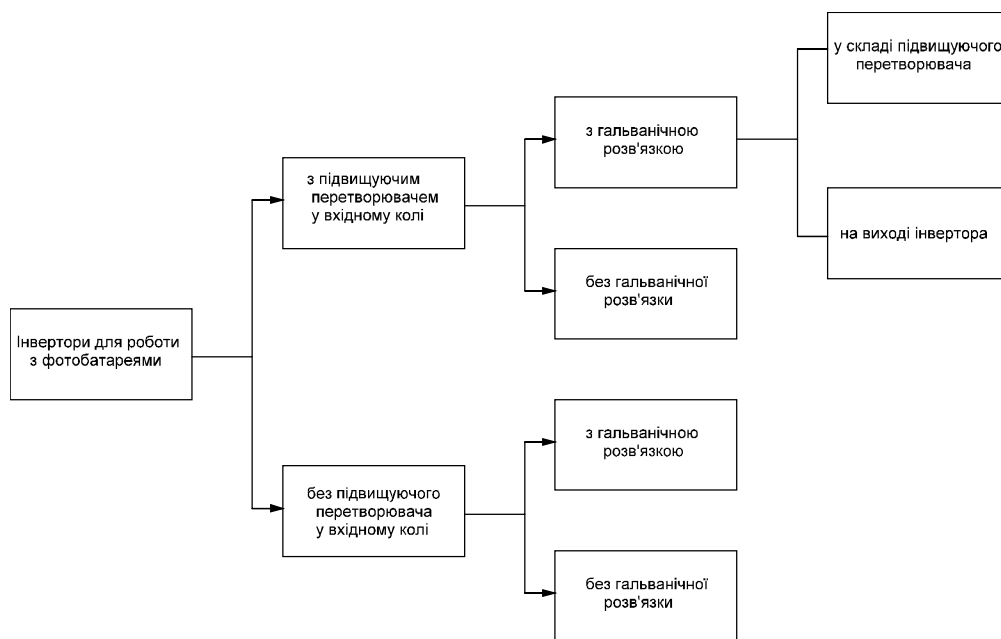 Інвертори для роботи
з фотобатареями
з підвищуючим
перетворювачем
у вхідному колі
з гальванічною
розв'язкою
у складі підвищуючого
перетворювача
на виході інвертора
без гальванічної
розв'язки
без підвищуючого
перетворювача
у вхідному колі
з гальванічною
розв'язкою
без гальванічної
розв'язки